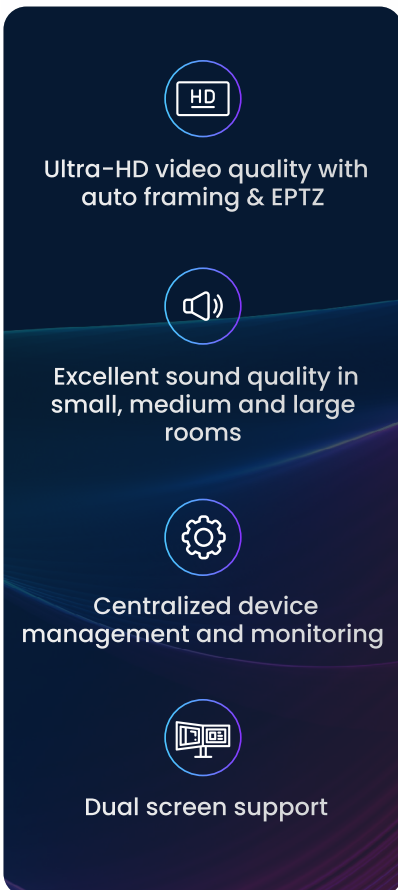 HD
Ultra-HD video quality with
auto framing & EPTZ
Excellent sound quality in
small, medium and large
rooms
Centralized device
management and monitoring
Dual screen support